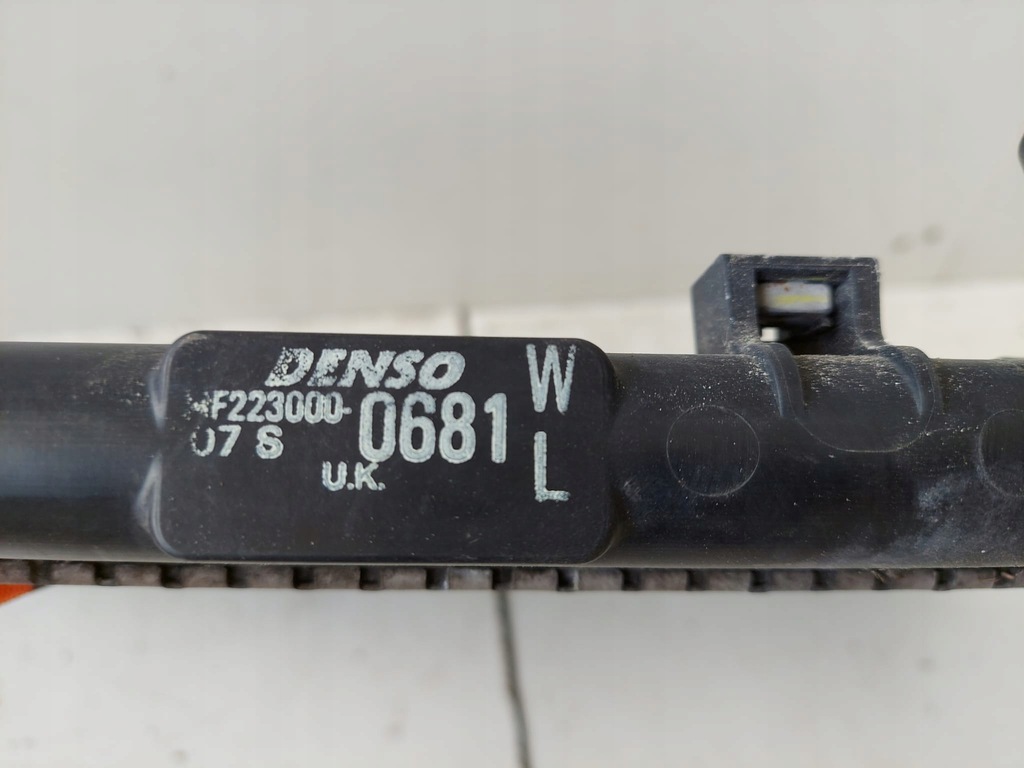 DENSO
MF223000-0681
07 S
U.K.
W
L